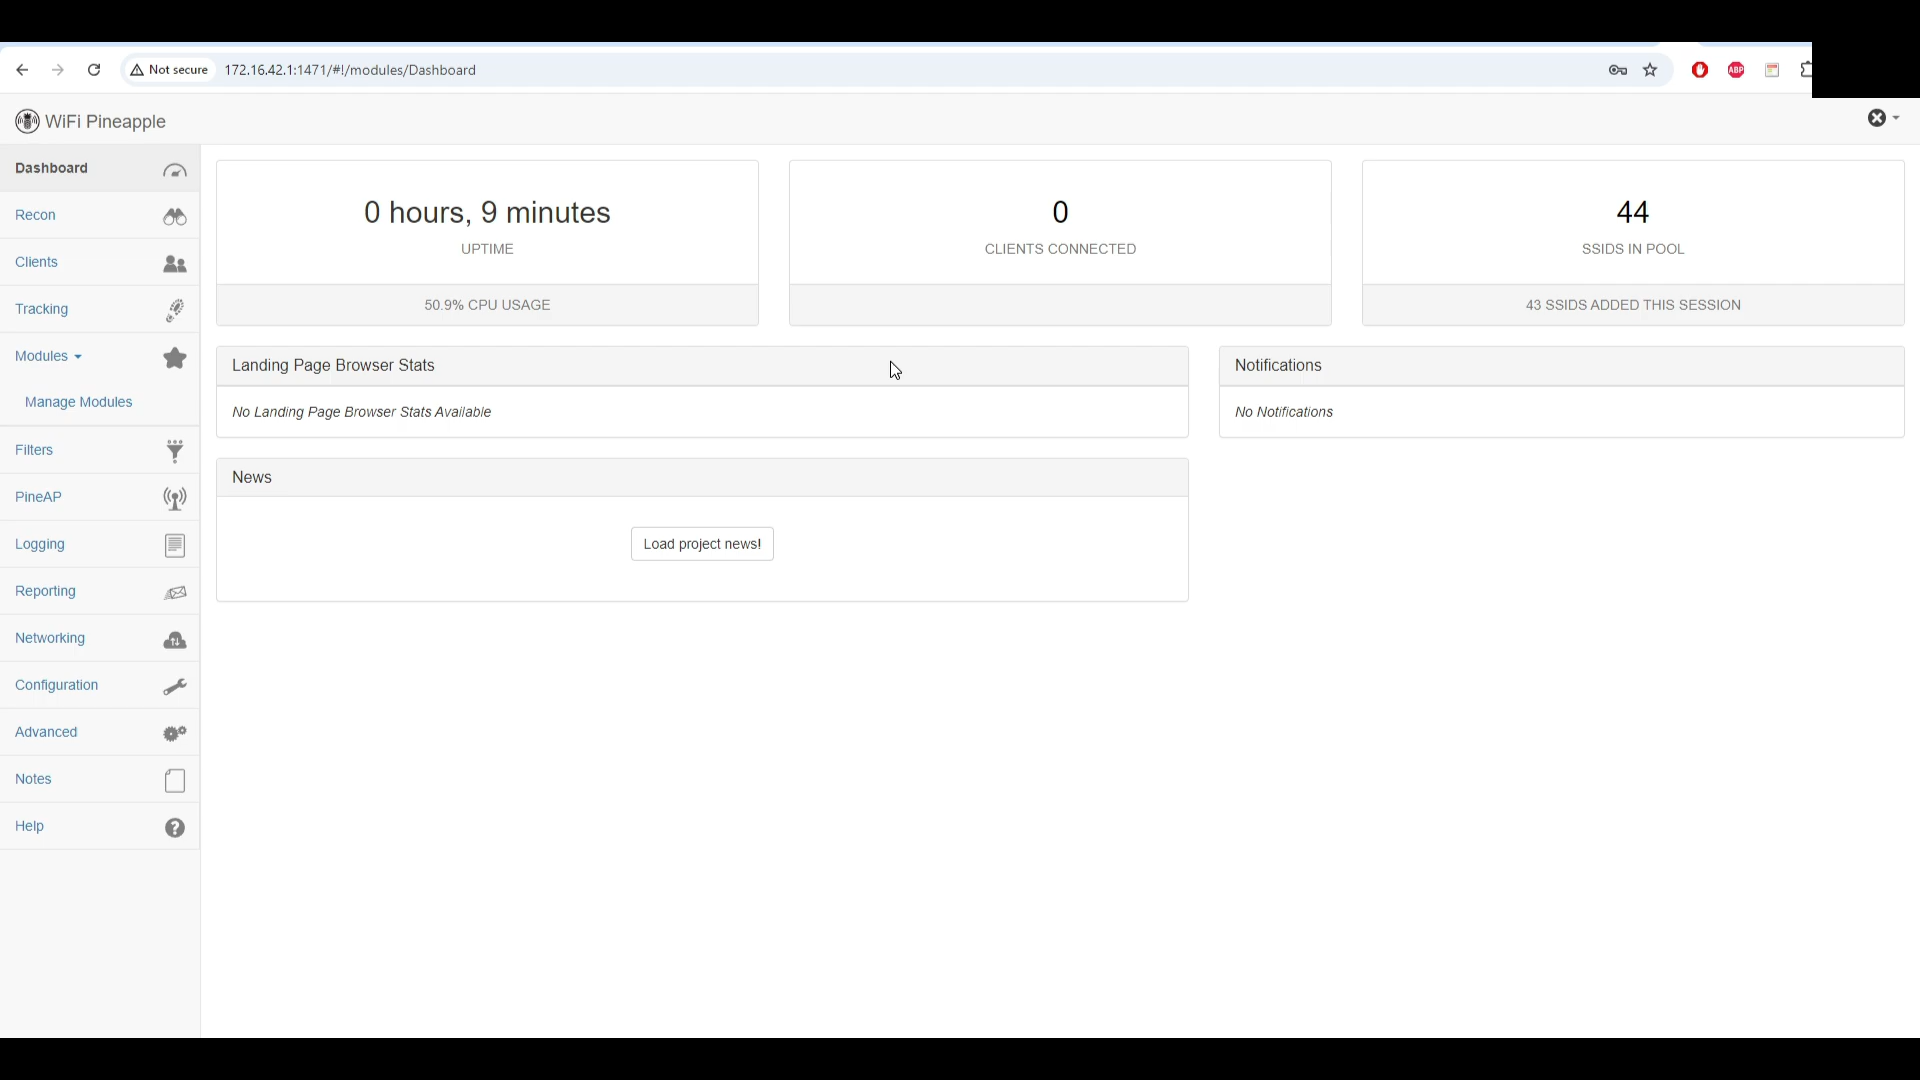 Not secure
172.16.42.1:1471/#!/modules/Dashboard
ABP
WiFi Pineapple
Dashboard
Recon
Clients
Tracking
Modules
Manage Modules
Filters
PineAP
Logging
Reporting
Networking
Configuration
Advanced
Notes
Help
0 hours, 9 minutes
UPTIME
50.9% CPU USAGE
0
CLIENTS CONNECTED
44
SSIDS IN POOL
43 SSIDS ADDED THIS SESSION
Landing Page Browser Stats
No Landing Page Browser Stats Available
Notifications
No Notifications
News
Load project news!